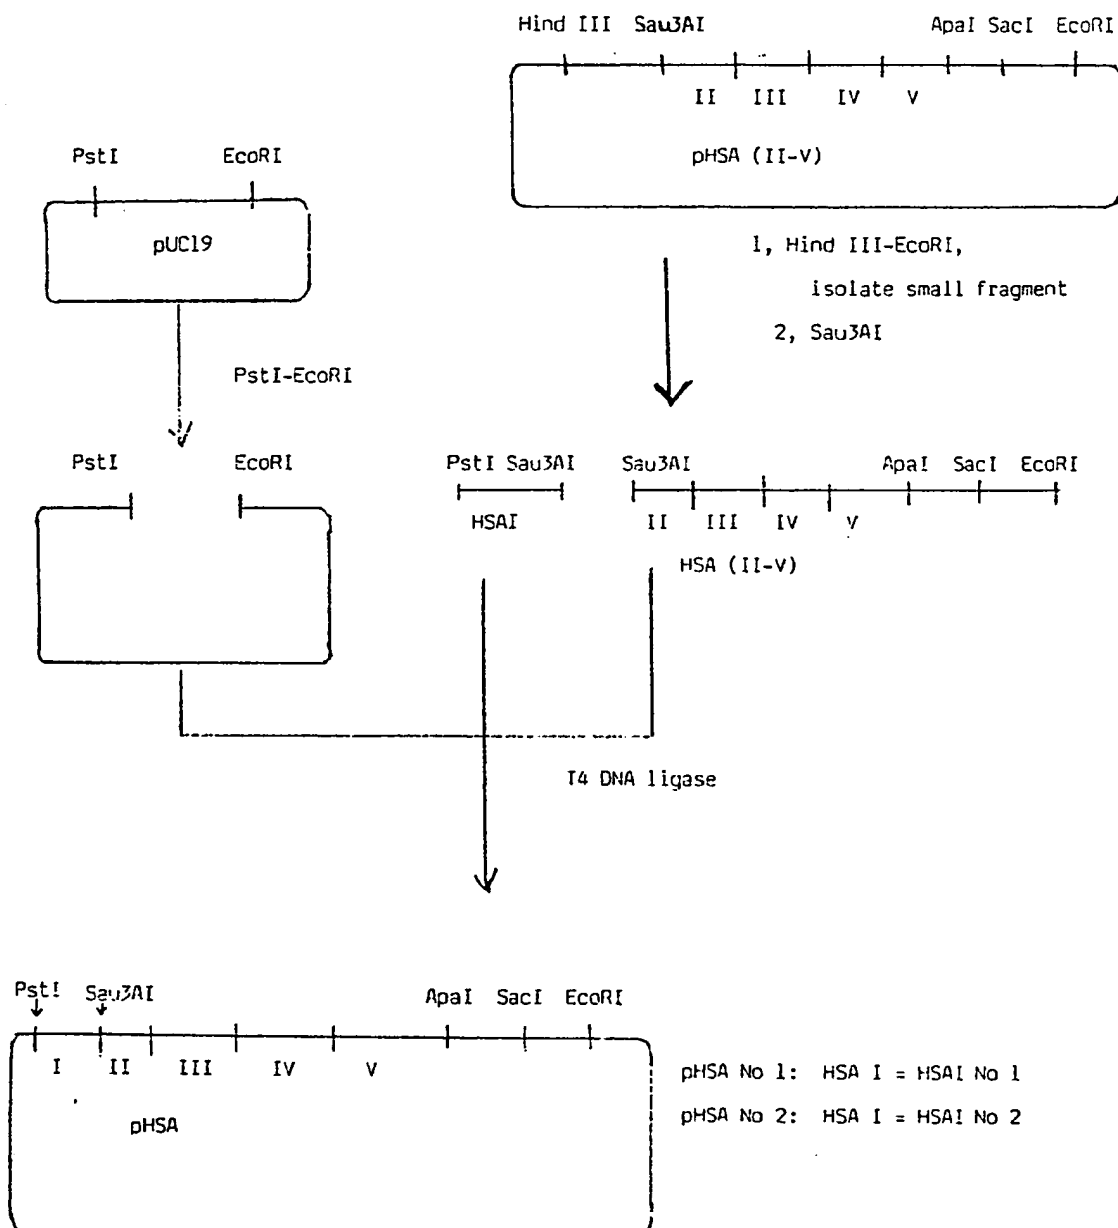 Hind III Sau3AI ApaI SacI EcoRI
II III IV V
pHSA (II-V)
PstI EcoRI
pUC19
1, Hind III-EcoRI,
isolate small fragment
2, Sau3AI
PstI-EcoRI
PstI EcoRI
PstI Sau3AI
HSAI
Sau3AI ApaI SacI EcoRI
II III IV V
HSA (II-V)
T4 DNA ligase
PstI Sau3AI ApaI SacI EcoRI
I II III IV V
pHSA
pHSA No 1: HSA I = HSAI No 1
pHSA No 2: HSA I = HSAI No 2